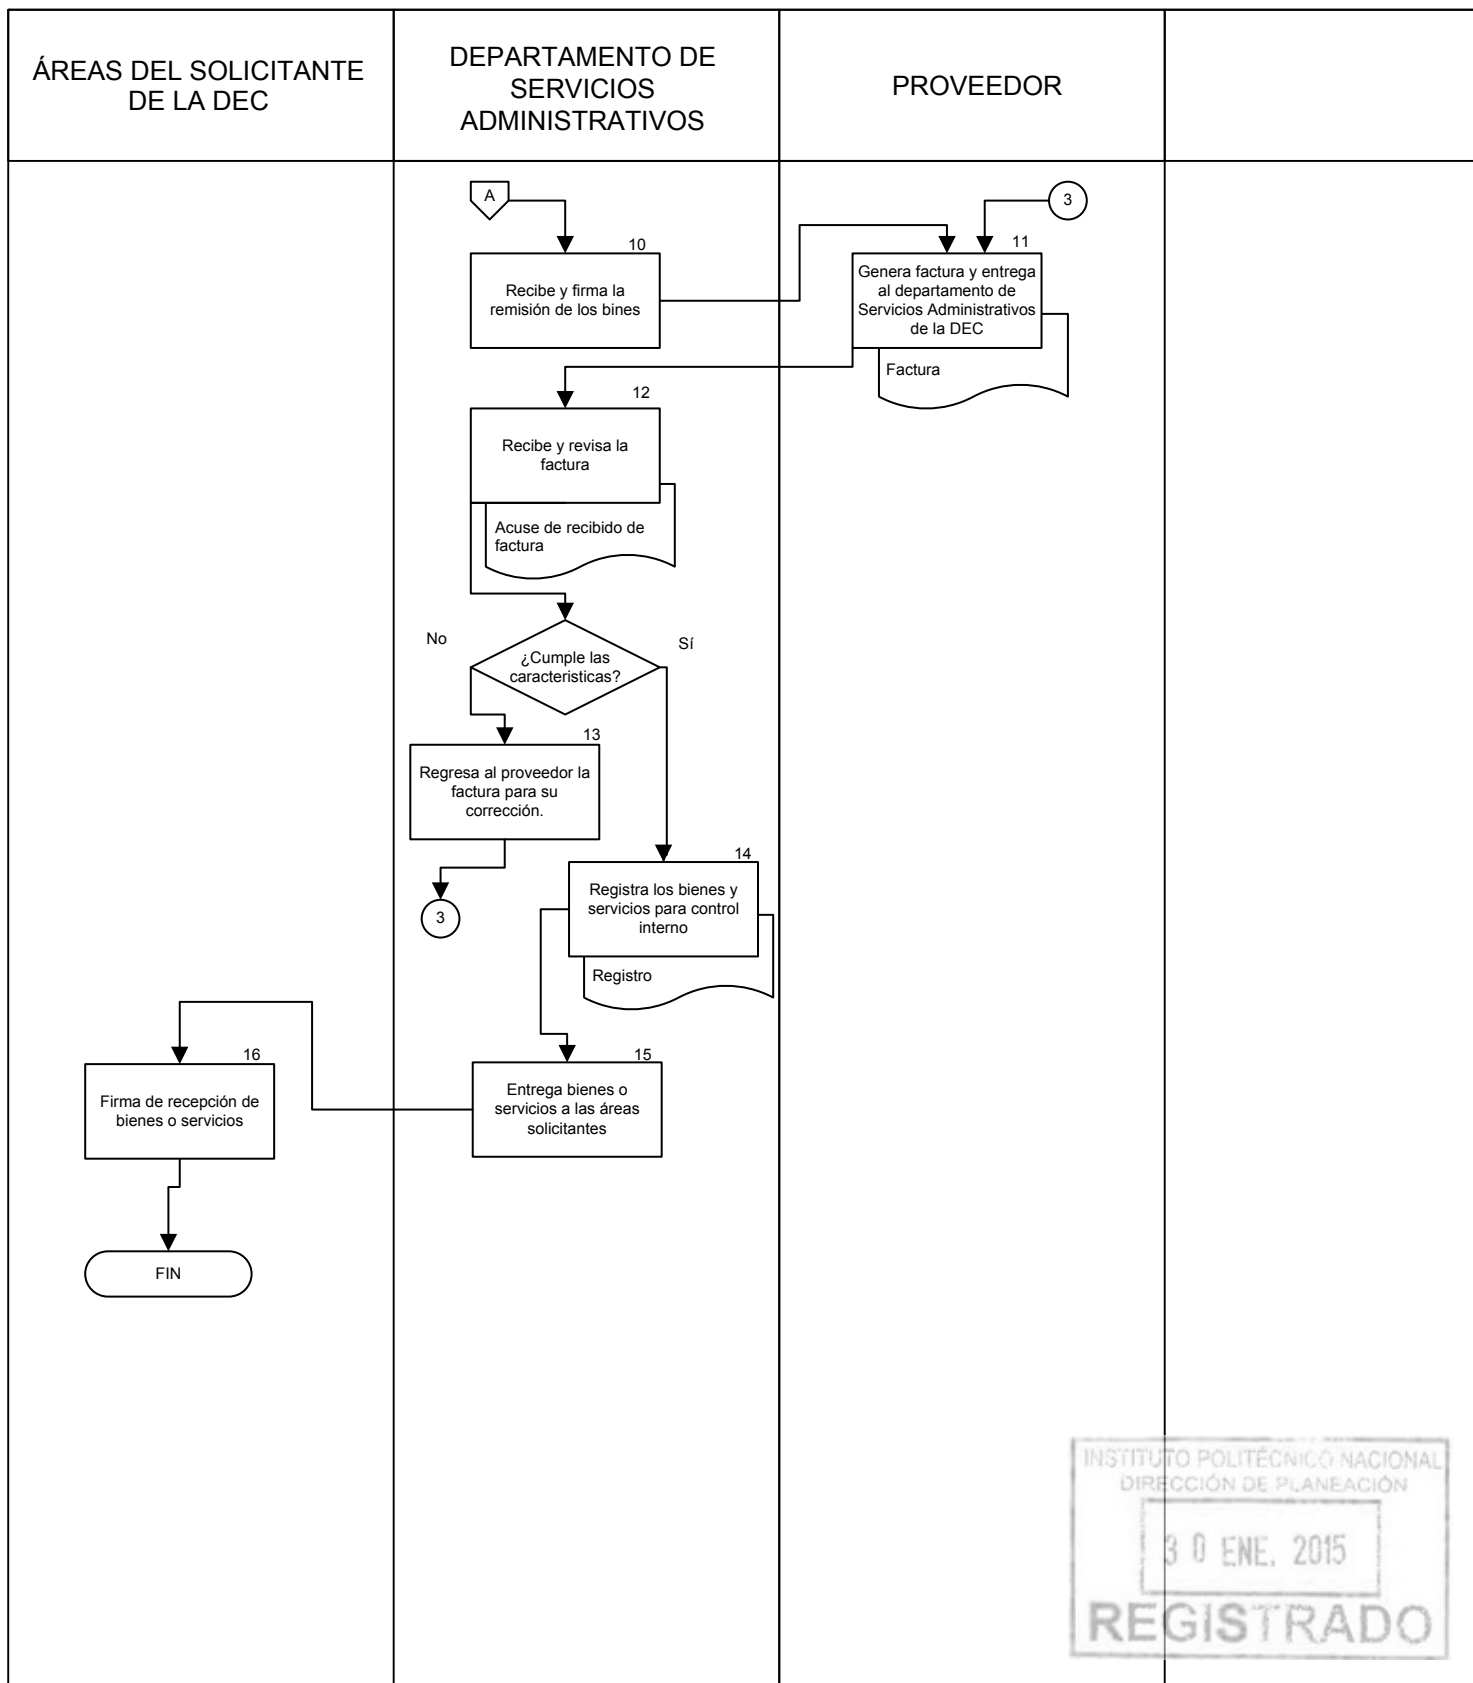 ÁREAS DEL SOLICITANTE
DE LA DEC
DEPARTAMENTO DE
SERVICIOS
ADMINISTRATIVOS
PROVEEDOR
A
3
10
Recibe y firma la
remisión de los bines
11
Genera factura y entrega
al departamento de
Servicios Administrativos
de la DEC
Factura
12
Recibe y revisa la
factura
Acuse de recibido de
factura
No
¿Cumple las
caracteristicas?
Sí
13
Regresa al proveedor la
factura para su
corrección.
3
14
Registra los bienes y
servicios para control
interno
Registro
15
Entrega bienes o
servicios a las áreas
solicitantes
16
Firma de recepción de
bienes o servicios
FIN
INSTITUTO POLITÉCNICO NACIONAL
DIRECCIÓN DE PLANEACIÓN
30 ENE. 2015
REGISTRADO